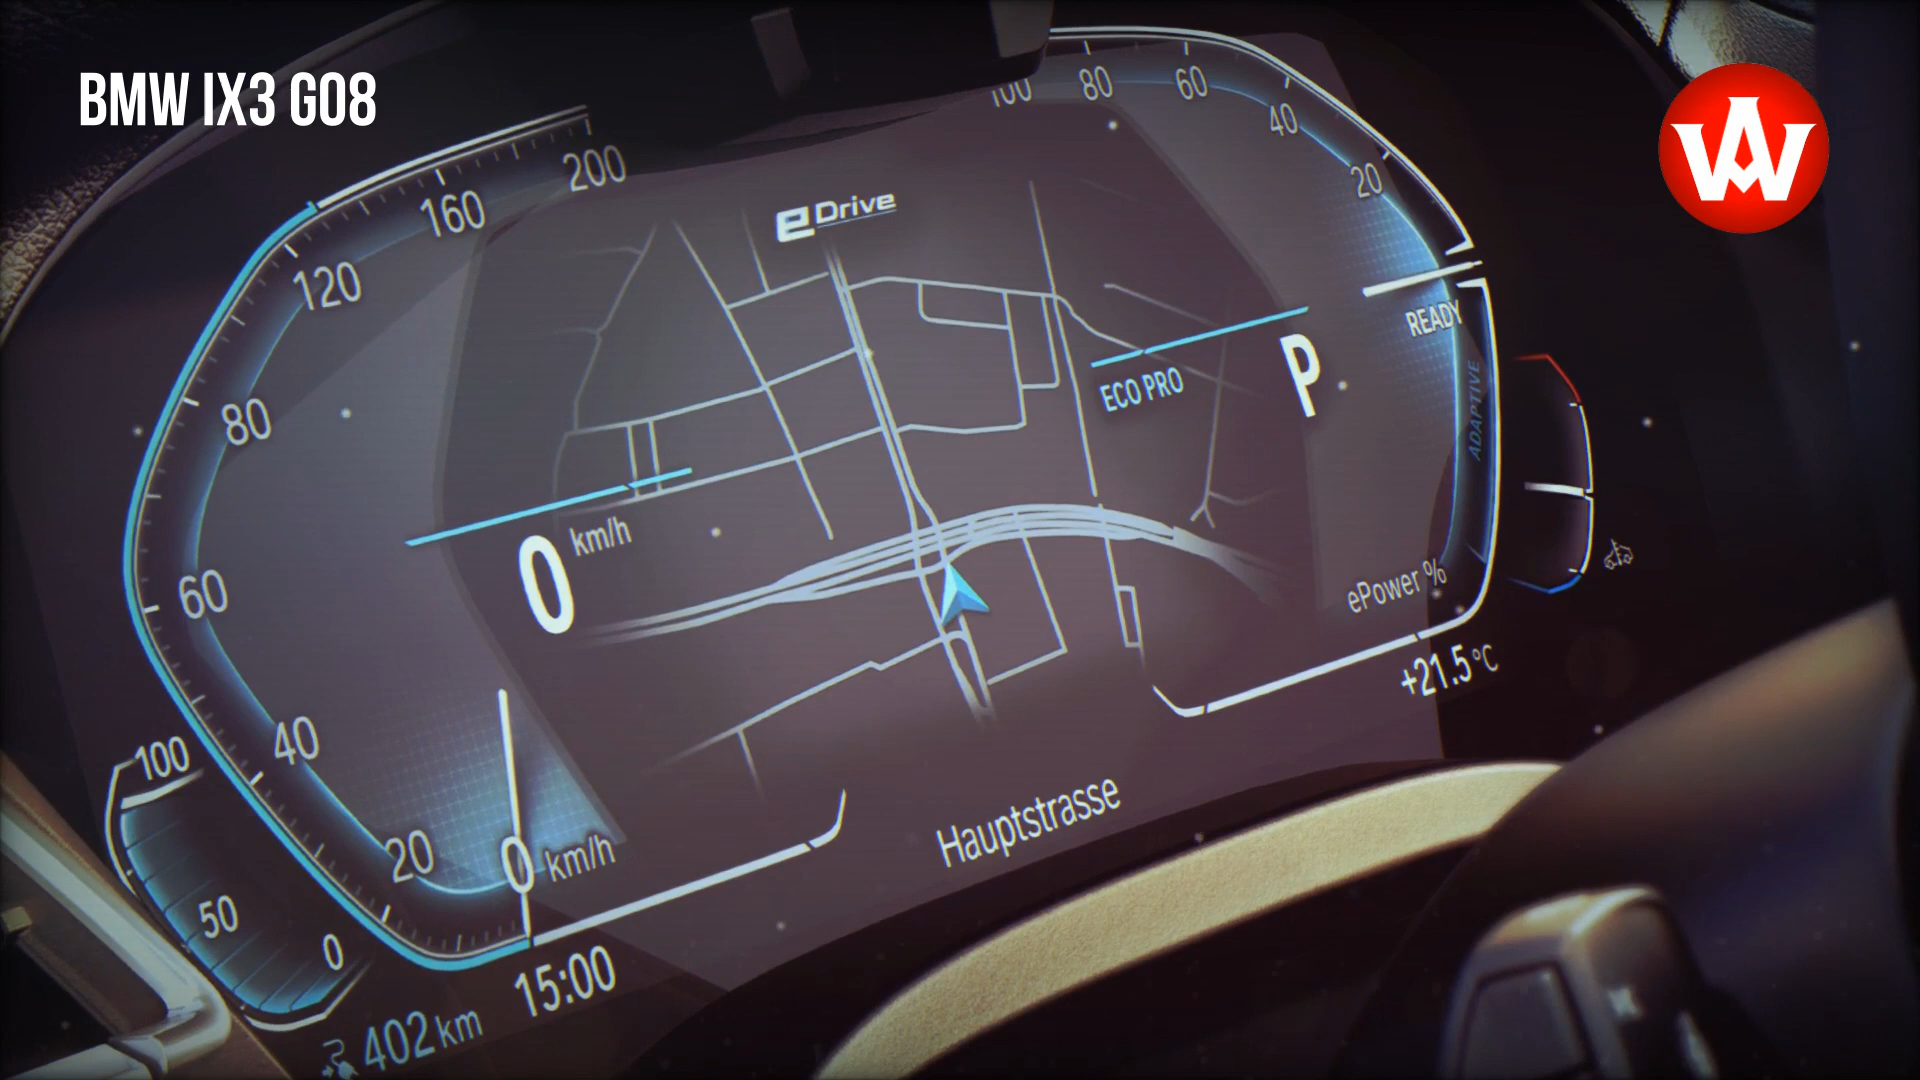 BMW IX3 G08
AW
eDrive
200
160
120
80
60
40
20
0 km/h
100
80
60
40
20
READY
ADAPTIVE
ECO PRO
P
0 km/h
ePower %
+21.5 °C
100
50
0
Hauptstrasse
15:00
402 km